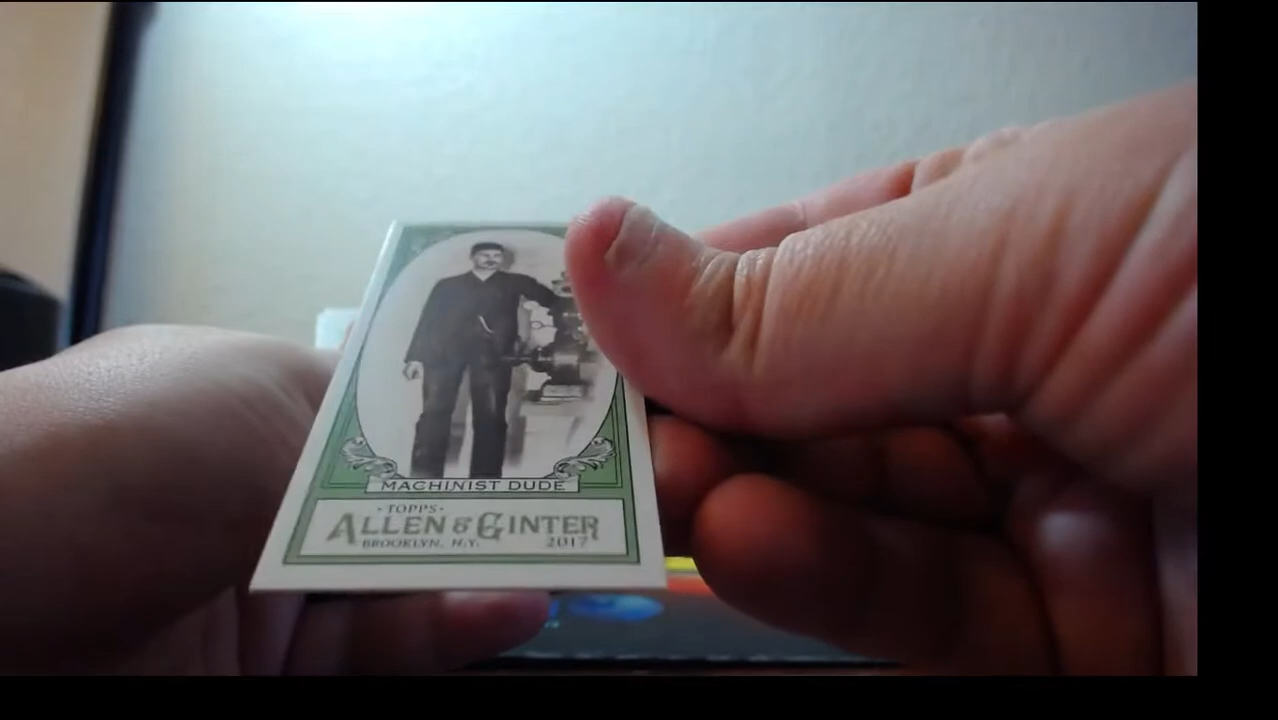 MACHINIST DUDE
·TOPPS·
ALLEN & GINTER
BROOKLYN, N.Y. 2017